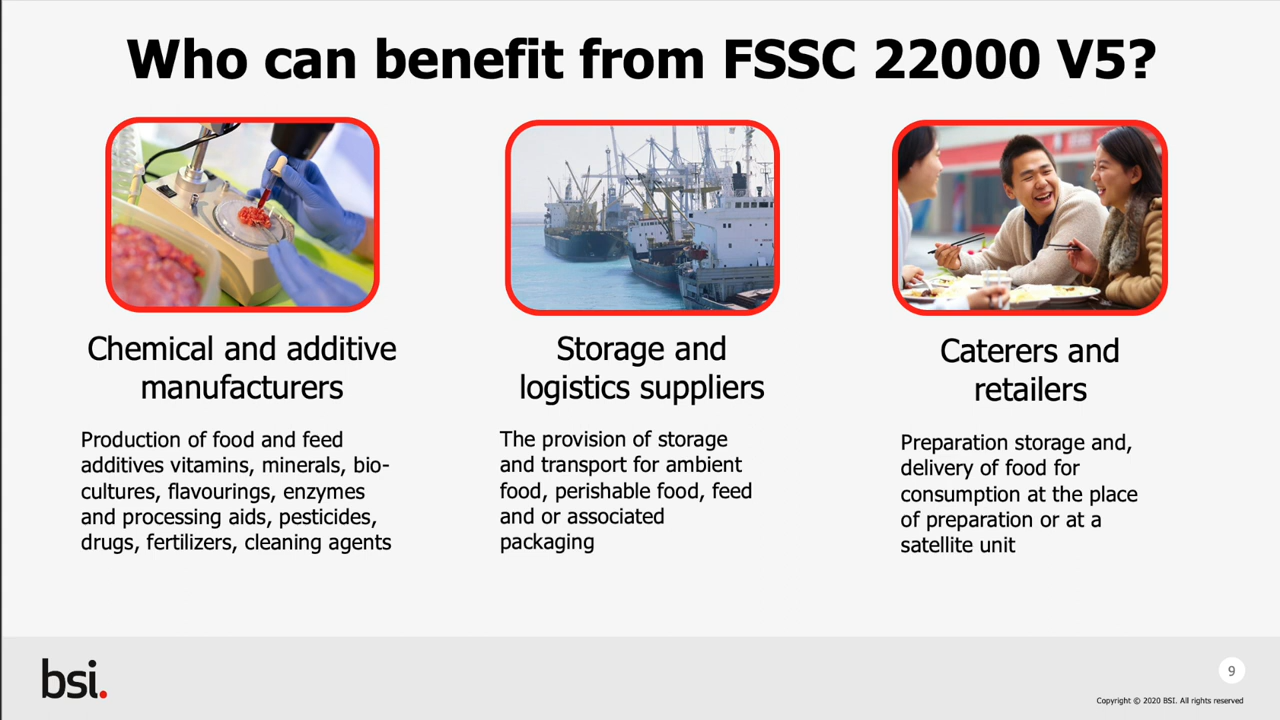 Who can benefit from FSSC 22000 V5?
Chemical and additive
manufacturers
Production of food and feed
additives vitamins, minerals, bio-
cultures, flavourings, enzymes
and processing aids, pesticides,
drugs, fertilizers, cleaning agents
Storage and
logistics suppliers
The provision of storage
and transport for ambient
food, perishable food, feed
and or associated
packaging
Caterers and
retailers
Preparation storage and,
delivery of food for
consumption at the place
of preparation or at a
satellite unit
bsi.
9
Copyright © 2020 BSI. All rights reserved